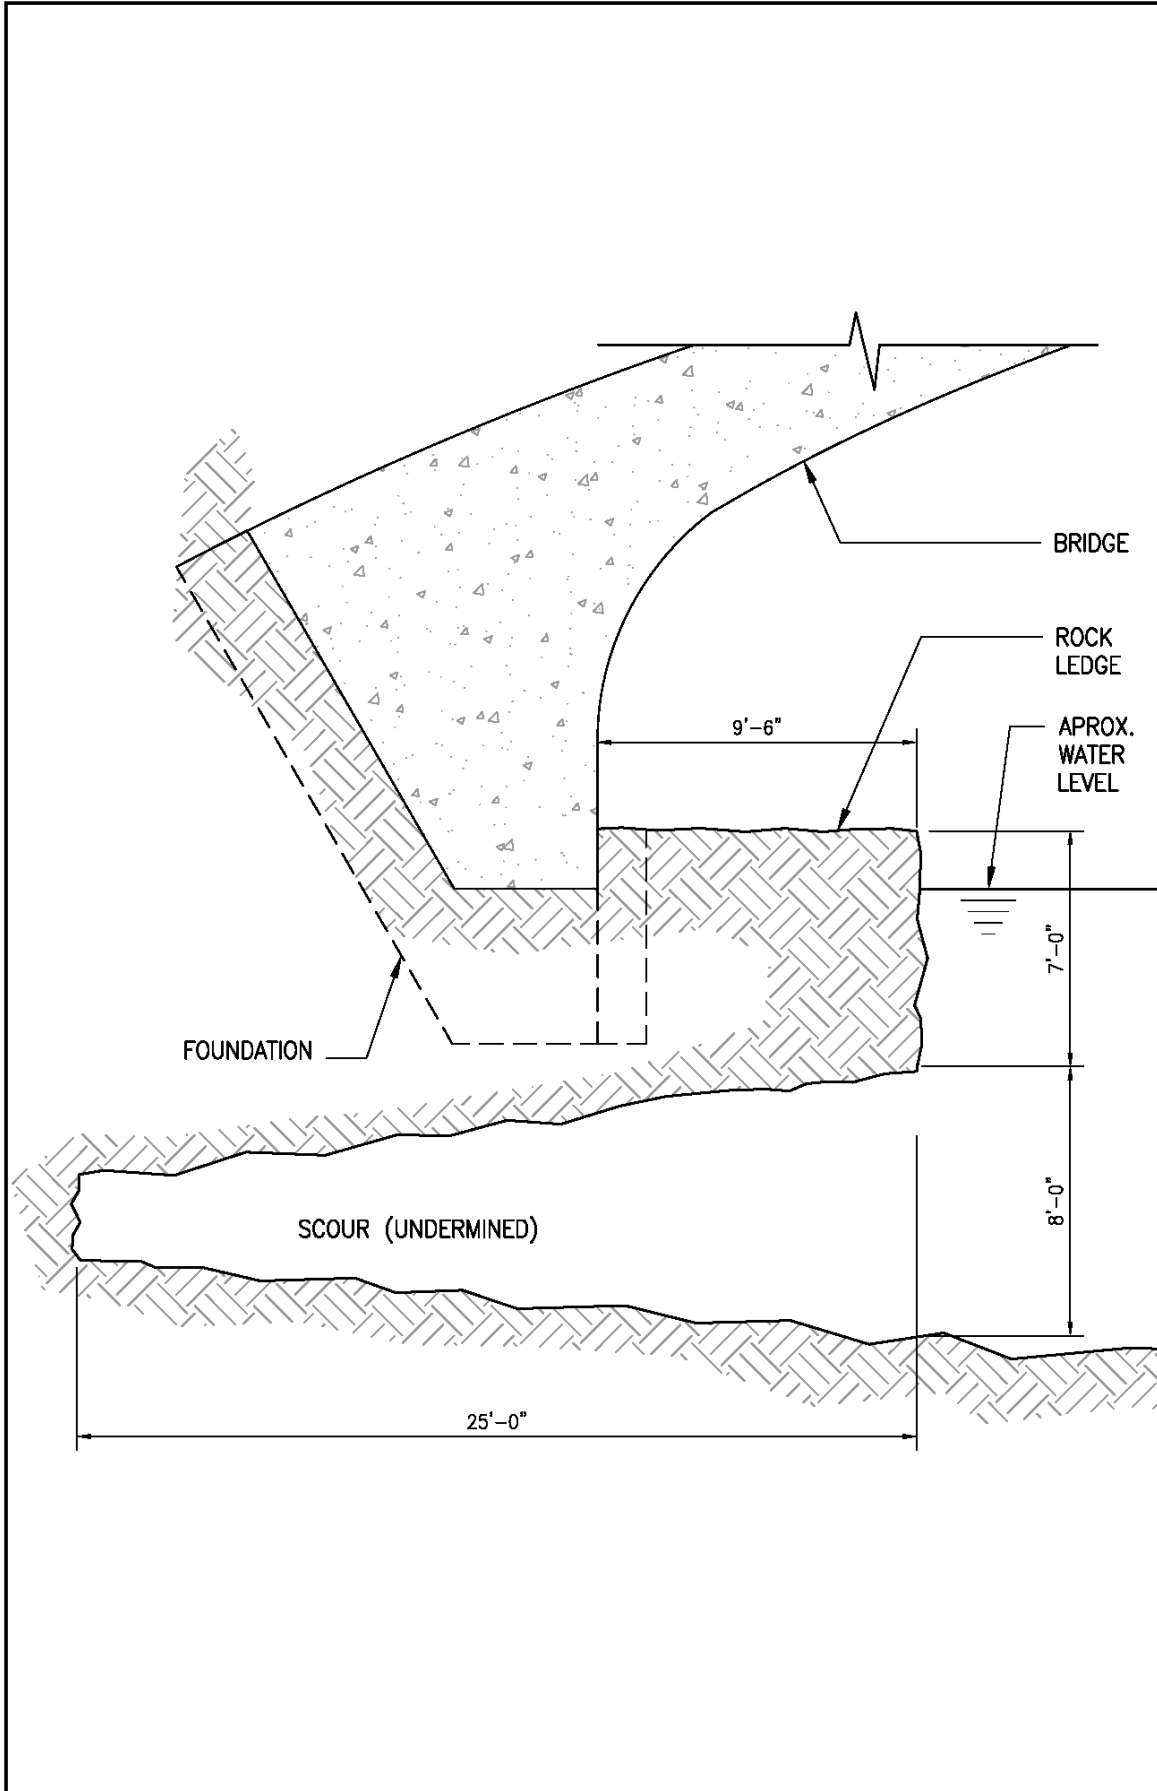 BRIDGE
ROCK
LEDGE
9'-6"
APROX.
WATER
LEVEL
7'-0"
FOUNDATION
8'-0"
SCOUR (UNDERMINED)
25'-0"